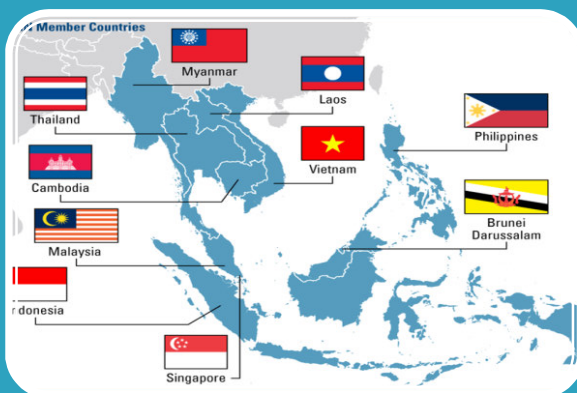 N Member Countries
Myanmar
Laos
Thailand
Philippines
Cambodia
Vietnam
Brunei
Darussalam
Malaysia
donesia
Singapore